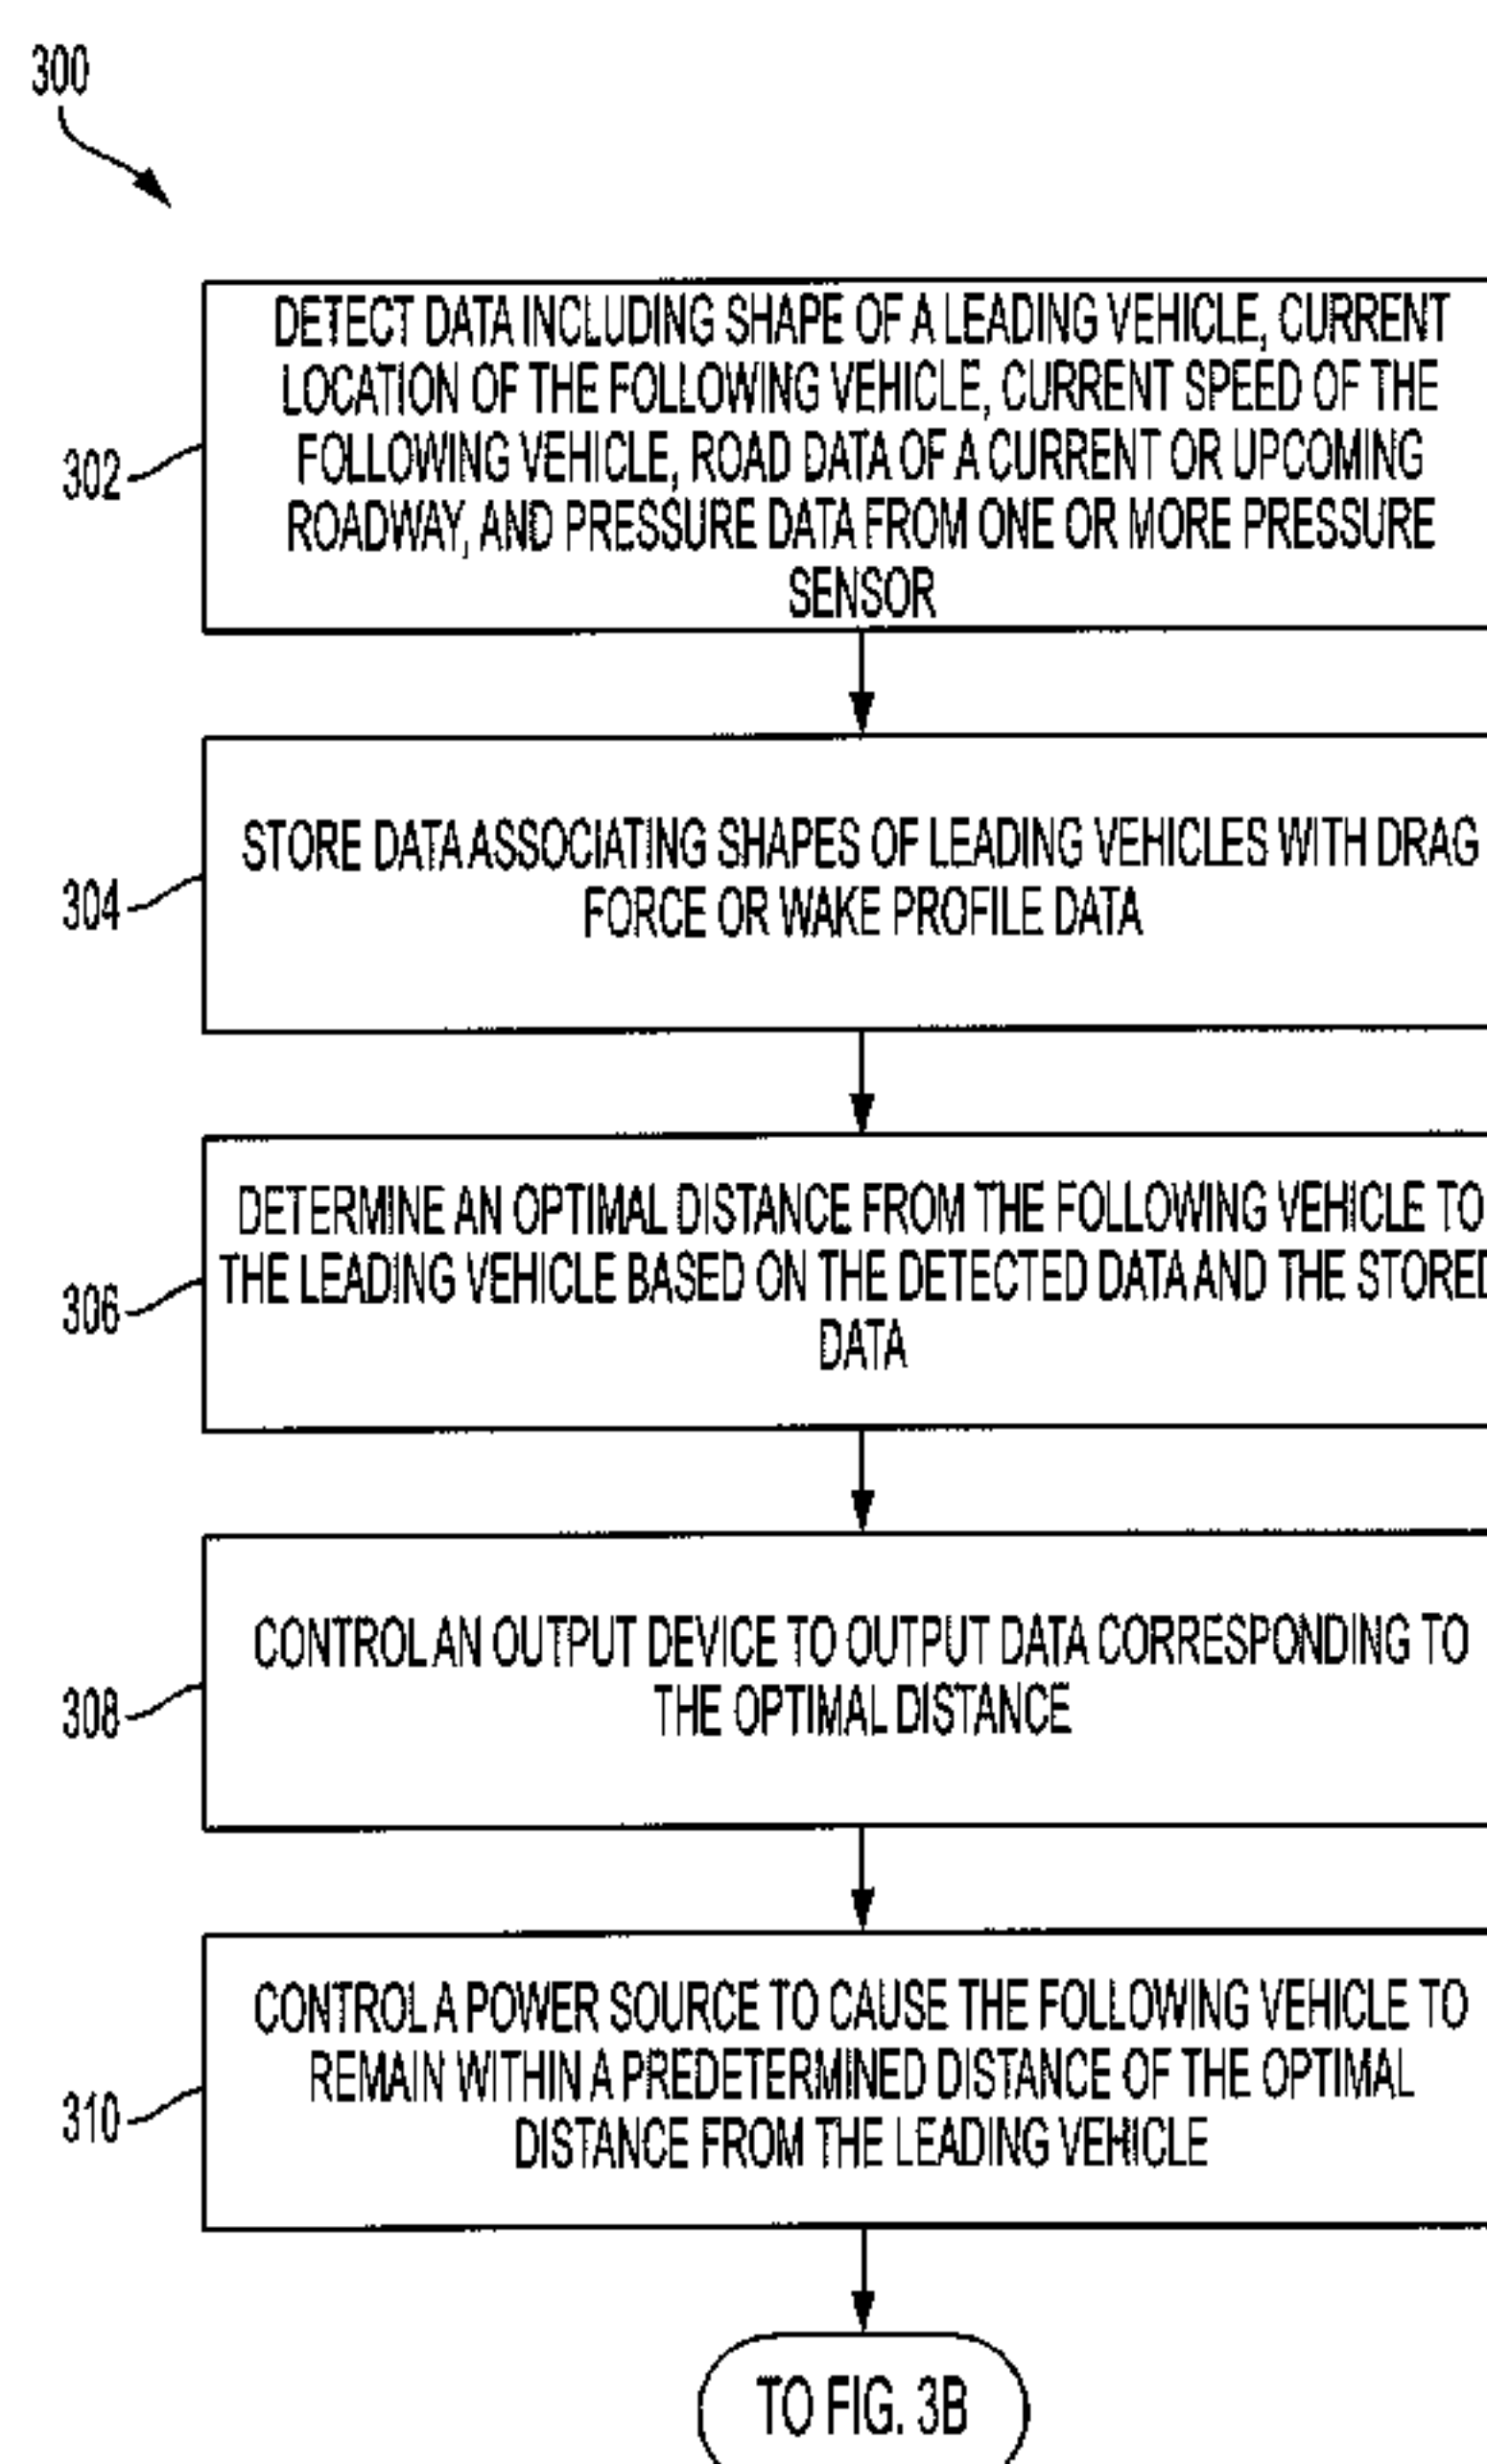 300
302
DETECT DATA INCLUDING SHAPE OF A LEADING VEHICLE, CURRENT
LOCATION OF THE FOLLOWING VEHICLE, CURRENT SPEED OF THE
FOLLOWING VEHICLE, ROAD DATA OF A CURRENT OR UPCOMING
ROADWAY, AND PRESSURE DATA FROM ONE OR MORE PRESSURE
SENSOR
304
STORE DATA ASSOCIATING SHAPES OF LEADING VEHICLES WITH DRAG
FORCE OR WAKE PROFILE DATA
306
DETERMINE AN OPTIMAL DISTANCE FROM THE FOLLOWING VEHICLE TO
THE LEADING VEHICLE BASED ON THE DETECTED DATA AND THE STORED
DATA
308
CONTROL AN OUTPUT DEVICE TO OUTPUT DATA CORRESPONDING TO
THE OPTIMAL DISTANCE
310
CONTROL A POWER SOURCE TO CAUSE THE FOLLOWING VEHICLE TO
REMAIN WITHIN A PREDETERMINED DISTANCE OF THE OPTIMAL
DISTANCE FROM THE LEADING VEHICLE
TO FIG. 3B